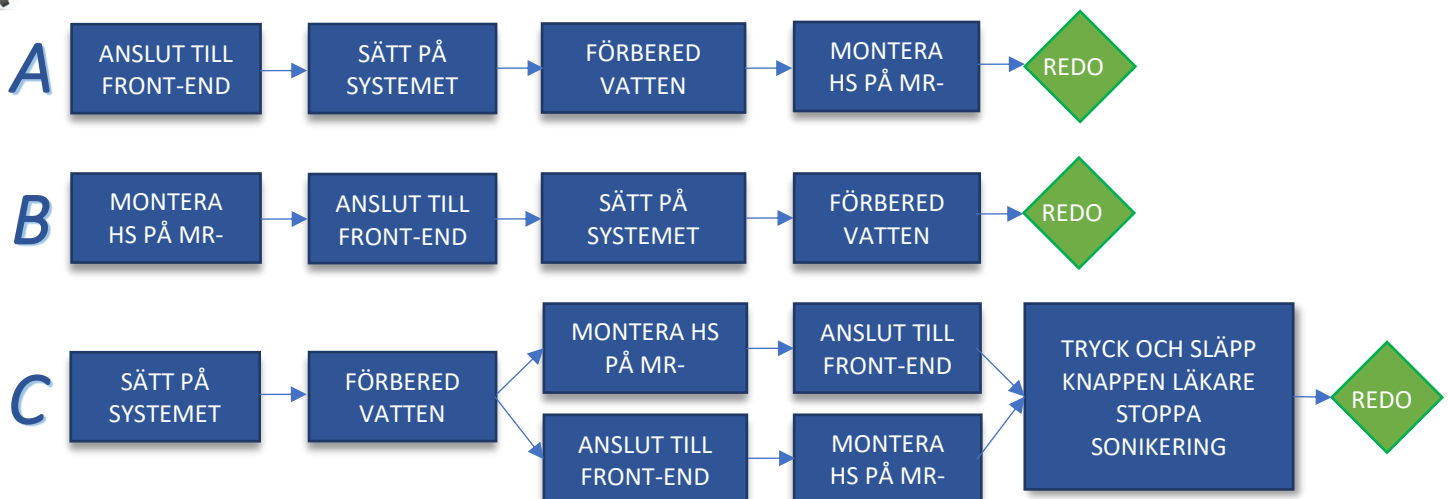 A
ANSLUT TILL
FRONT-END
SÄTT PÅ
SYSTEMET
FÖRBERED
VATTEN
MONTERA
HS PÅ MR-
REDO
B
MONTERA
HS PÅ MR-
ANSLUT TILL
FRONT-END
SÄTT PÅ
SYSTEMET
FÖRBERED
VATTEN
REDO
C
SÄTT PÅ
SYSTEMET
FÖRBERED
VATTEN
MONTERA HS
PÅ MR-
ANSLUT TILL
FRONT-END
ANSLUT TILL
FRONT-END
MONTERA
HS PÅ MR-
TRYCK OCH SLÄPP
KNAPPEN LÄKARE
STOPPA
SONIKERING
REDO